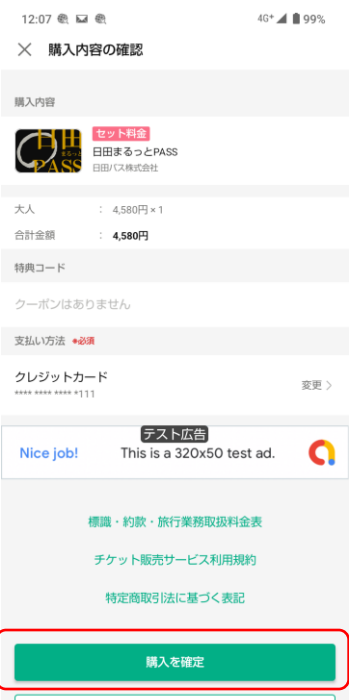 12:07
4G+ 99%
購入内容の確認
購入内容
日田
まるっと
PASS
セット料金
日田まるっとPASS
日田バス株式会社
大人 : 4,580円 × 1
合計金額 : 4,580円
特典コード
クーポンはありません
支払い方法 *必須
クレジットカード
**** **** **** *111
変更
テスト広告
Nice job! This is a 320x50 test ad.
標識・約款・旅行業務取扱料金表
チケット販売サービス利用規約
特定商取引法に基づく表記
購入を確定